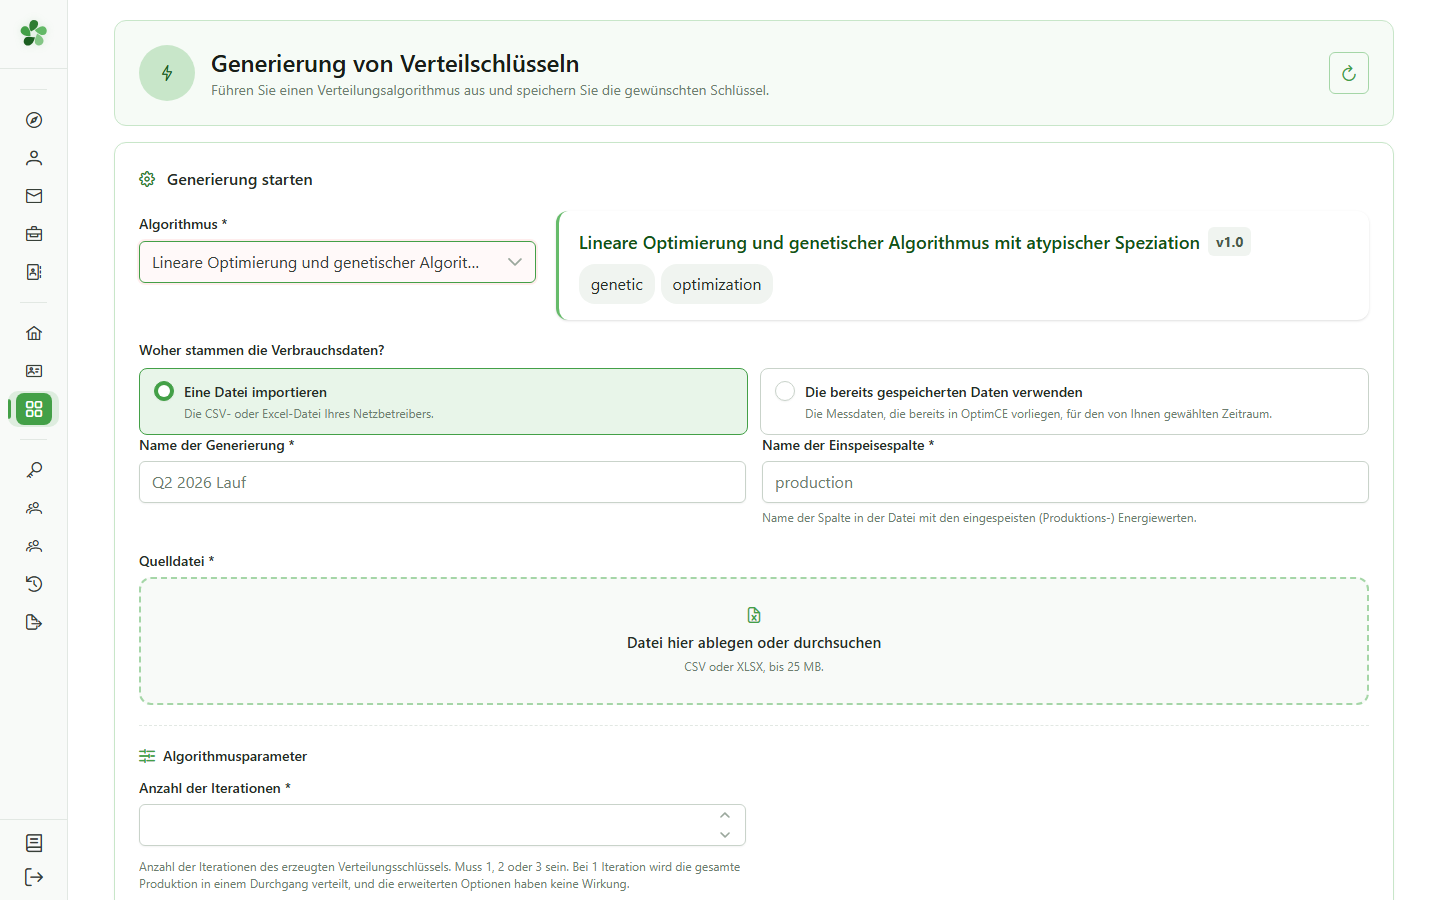 Generierung von Verteilschlüsseln
Führen Sie einen Verteilungsalgorithmus aus und speichern Sie die gewünschten Schlüssel.
Generierung starten
Algorithmus *
Lineare Optimierung und genetischer Algorit...
Lineare Optimierung und genetischer Algorithmus mit atypischer Speziation v1.0
genetic optimization
Woher stammen die Verbrauchsdaten?
Eine Datei importieren
Die CSV- oder Excel-Datei Ihres Netzbetreibers.
Die bereits gespeicherten Daten verwenden
Die Messdaten, die bereits in OptimCE vorliegen, für den von Ihnen gewählten Zeitraum.
Name der Generierung *
Q2 2026 Lauf
Name der Einspeisespalte *
production
Name der Spalte in der Datei mit den eingespeisten (Produktions-) Energiewerten.
Quelldatei *
Datei hier ablegen oder durchsuchen
CSV oder XLSX, bis 25 MB.
Algorithmusparameter
Anzahl der Iterationen *
Anzahl der Iterationen des erzeugten Verteilungsschlüssels. Muss 1, 2 oder 3 sein. Bei 1 Iteration wird die gesamte
Produktion in einem Durchgang verteilt, und die erweiterten Optionen haben keine Wirkung.